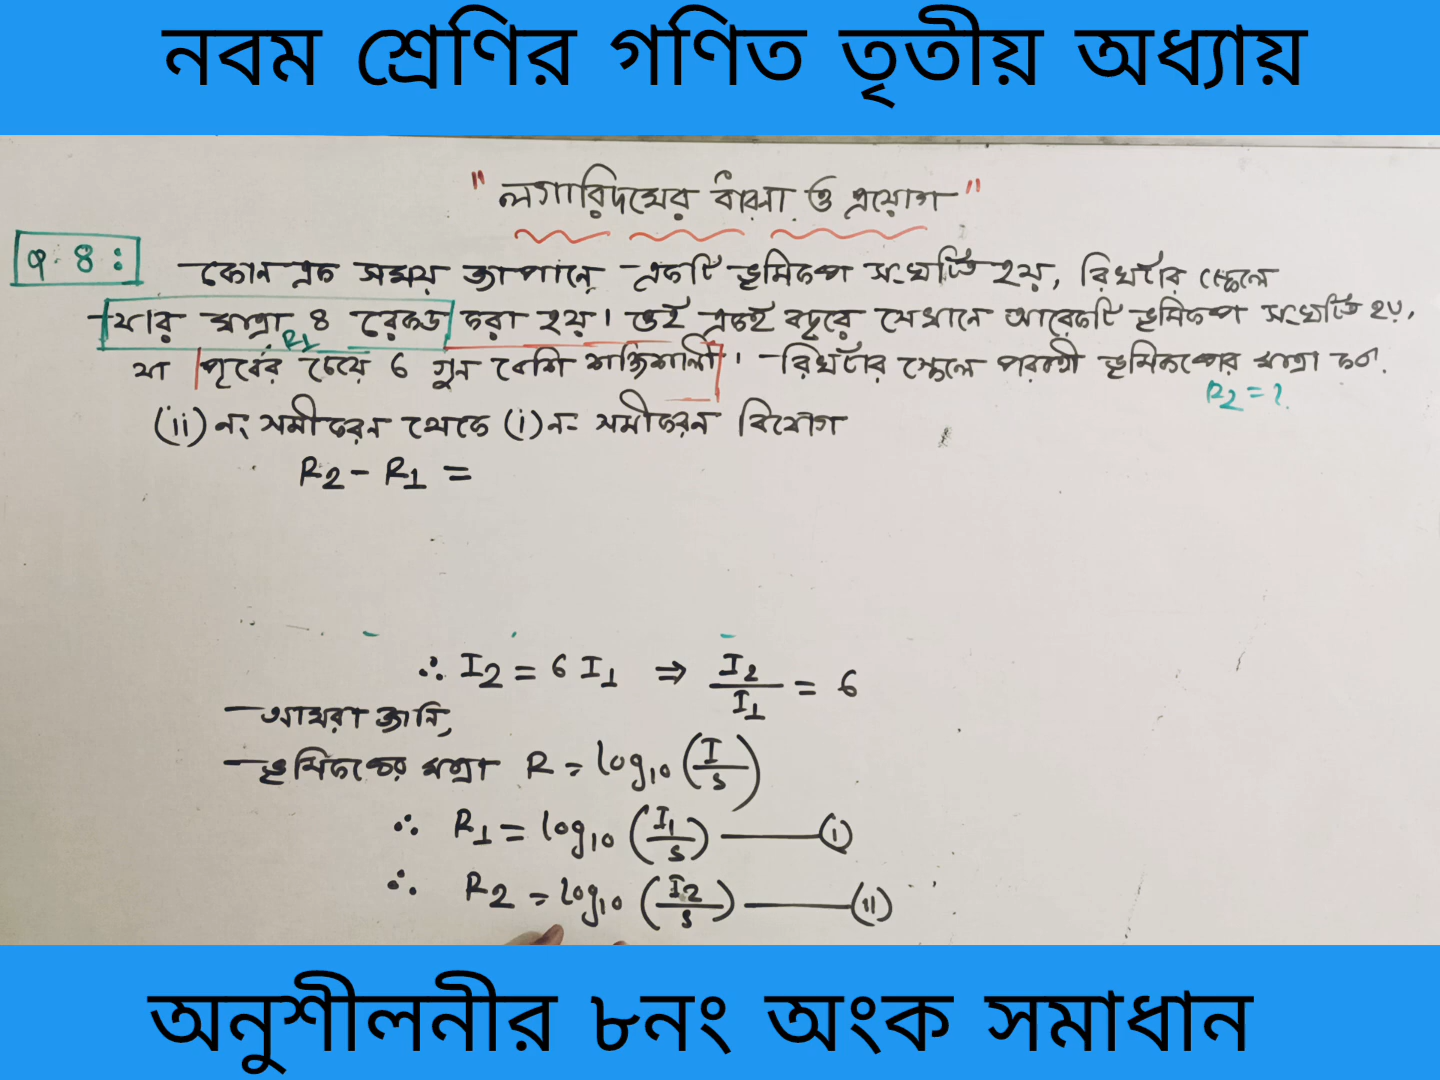 নবম শ্রেণির গণিত তৃতীয় অধ্যায়
" লগারিদমের ধারণা ও প্রয়োগ "
৭. ৪ : কোন এক সময় জাপানে একটি ভূমিকম্প সংঘটিত হয়, রিখটার স্কেলে
যার মাত্রা ৪ রেকর্ড করা হয়। ওই একই বছরে সেখানে আরেকটি ভূমিকম্প সংঘটিত হয়,
R1
যা পূর্বের চেয়ে 6 গুন বেশি শক্তিশালী। রিখটার স্কেলে পরবর্তী ভূমিকম্পের মাত্রা কত.
R2 = ?
(ii) নং সমীকরন থেকে (i) নং সমীকরন বিয়োগ
R2 - R1 =
∴ I2 = 6 I1 ⇒ I2/I1 = 6
আমরা জানি,
ভূমিকম্পের মাত্রা R = log10 (I/S)
∴ R1 = log10 (I1/S) ——— (i)
∴ R2 = log10 (I2/S) ——— (ii)
অনুশীলনীর ৮নং অংক সমাধান